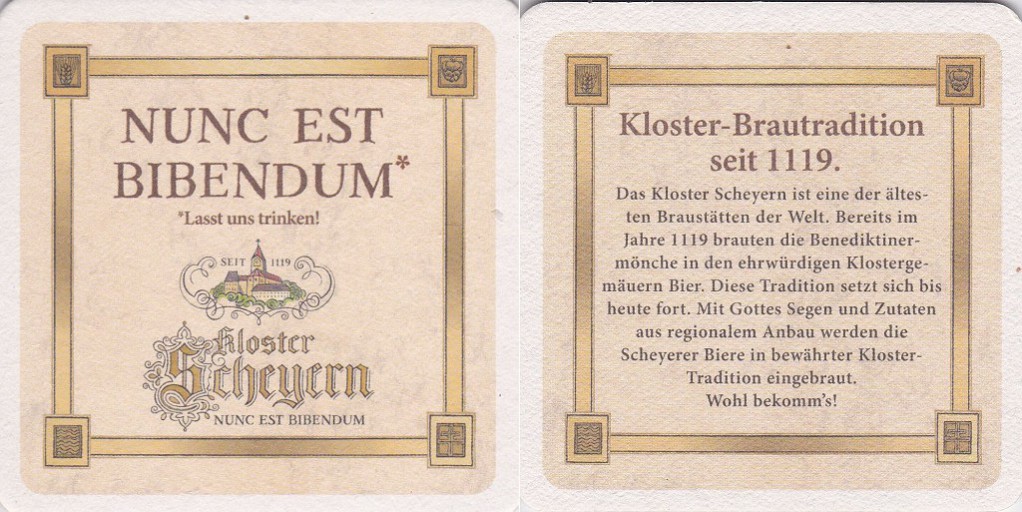 NUNC EST
BIBENDUM*
*Lasst uns trinken!
SEIT 1119
Kloster
Scheyern
NUNC EST BIBENDUM
Kloster-Brautradition
seit 1119.
Das Kloster Scheyern ist eine der ältes-
ten Braustätten der Welt. Bereits im
Jahre 1119 brauten die Benediktiner-
mönche in den ehrwürdigen Klosterge-
mäuern Bier. Diese Tradition setzt sich bis
heute fort. Mit Gottes Segen und Zutaten
aus regionalem Anbau werden die
Scheyerer Biere in bewährter Kloster-
Tradition eingebraut.
Wohl bekomm's!